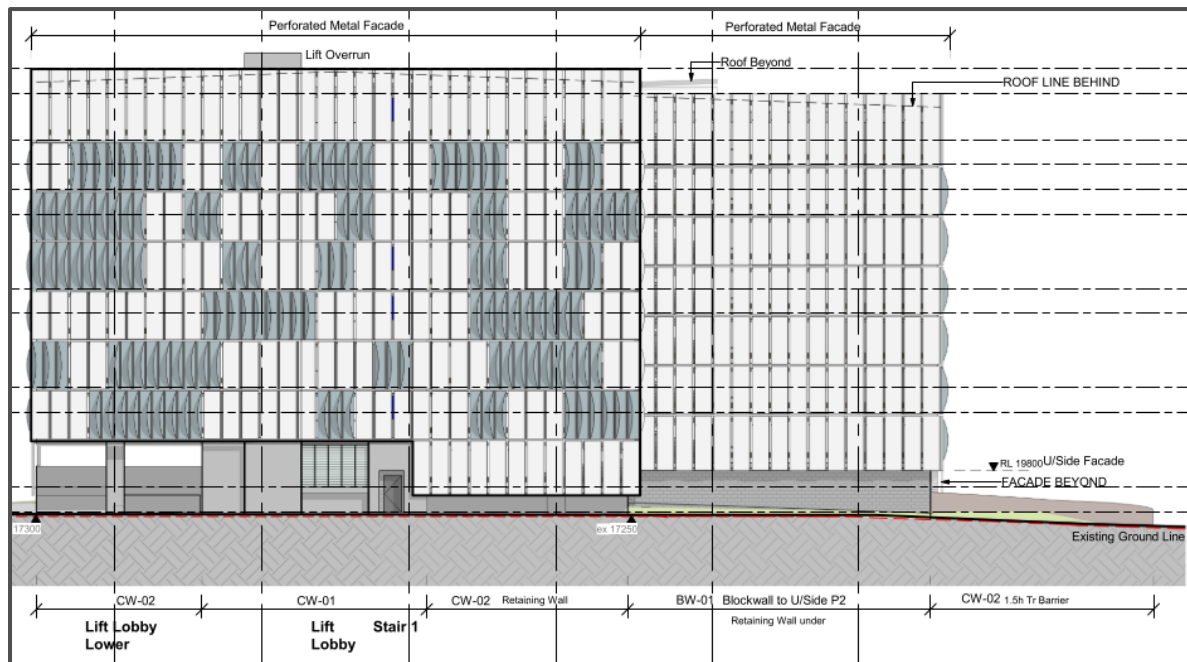 Perforated Metal Facade
Perforated Metal Facade
Lift Overrun
Roof Beyond
ROOF LINE BEHIND
RL 19800 U/Side Facade
FACADE BEYOND
17300
ex 17250
Existing Ground Line
CW-02
CW-01
CW-02 Retaining Wall
BW-01 Blockwall to U/Side P2
CW-02 1.5h Tr Barrier
Retaining Wall under
Lift Lobby
Lower
Lift
Lobby
Stair 1